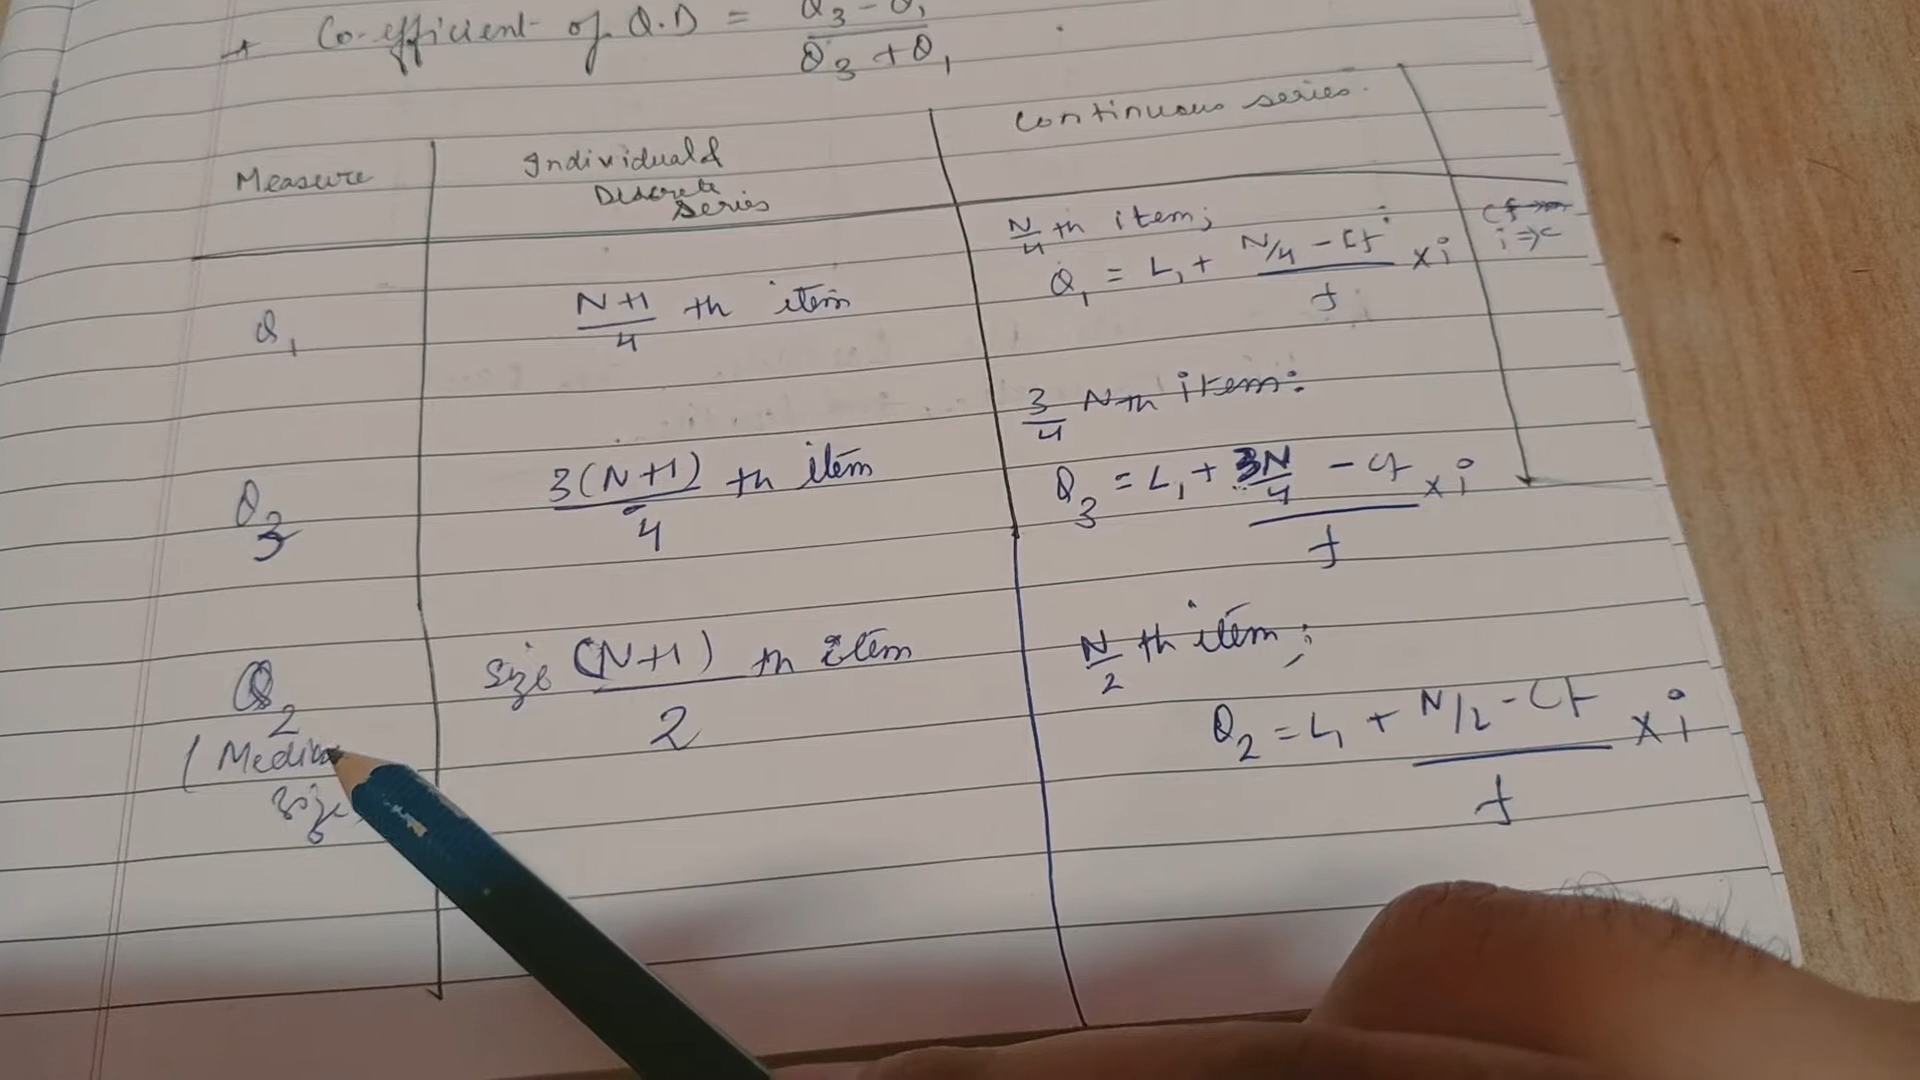 → Co-efficient of Q.D = Q3 - Q1 / Q3 + Q1
Measure
Individual &
Discrete
Series
Continuous series.
Q1
N+1/4 th item
N/4 th item;
Q1 = L1 + N/4 - Cf / f × i
i ⇒ c
Q3
3(N+1)/4 th item
3/4 Nth item:
Q3 = L1 + 3N/4 - cf / f × i
Q2
(Median
size
size (N+1)/2 th item
N/2 th item;
Q2 = L1 + N/2 - Cf / f × i